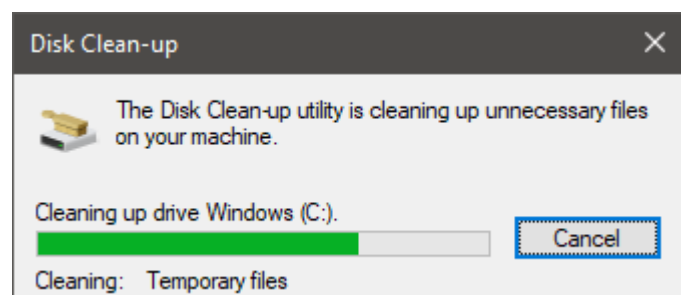 Disk Clean-up
The Disk Clean-up utility is cleaning up unnecessary files
on your machine.
Cleaning up drive Windows (C:).
Cancel
Cleaning: Temporary files